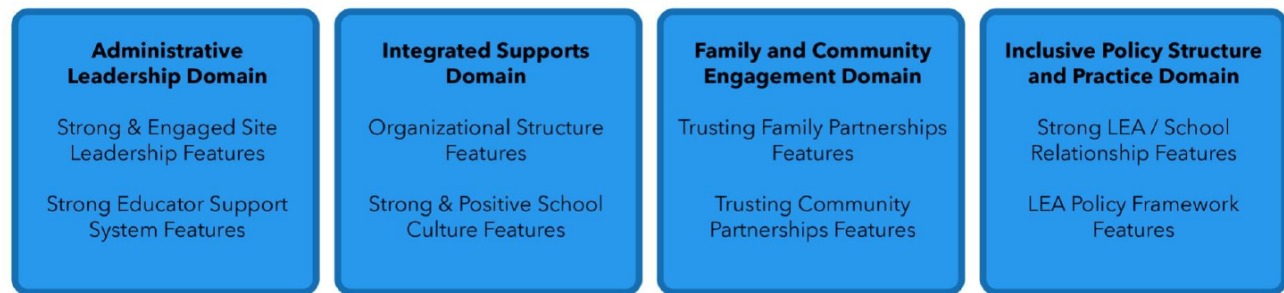 Administrative
Leadership Domain
Strong & Engaged Site
Leadership Features
Strong Educator Support
System Features
Integrated Supports
Domain
Organizational Structure
Features
Strong & Positive School
Culture Features
Family and Community
Engagement Domain
Trusting Family Partnerships
Features
Trusting Community
Partnerships Features
Inclusive Policy Structure
and Practice Domain
Strong LEA / School
Relationship Features
LEA Policy Framework
Features